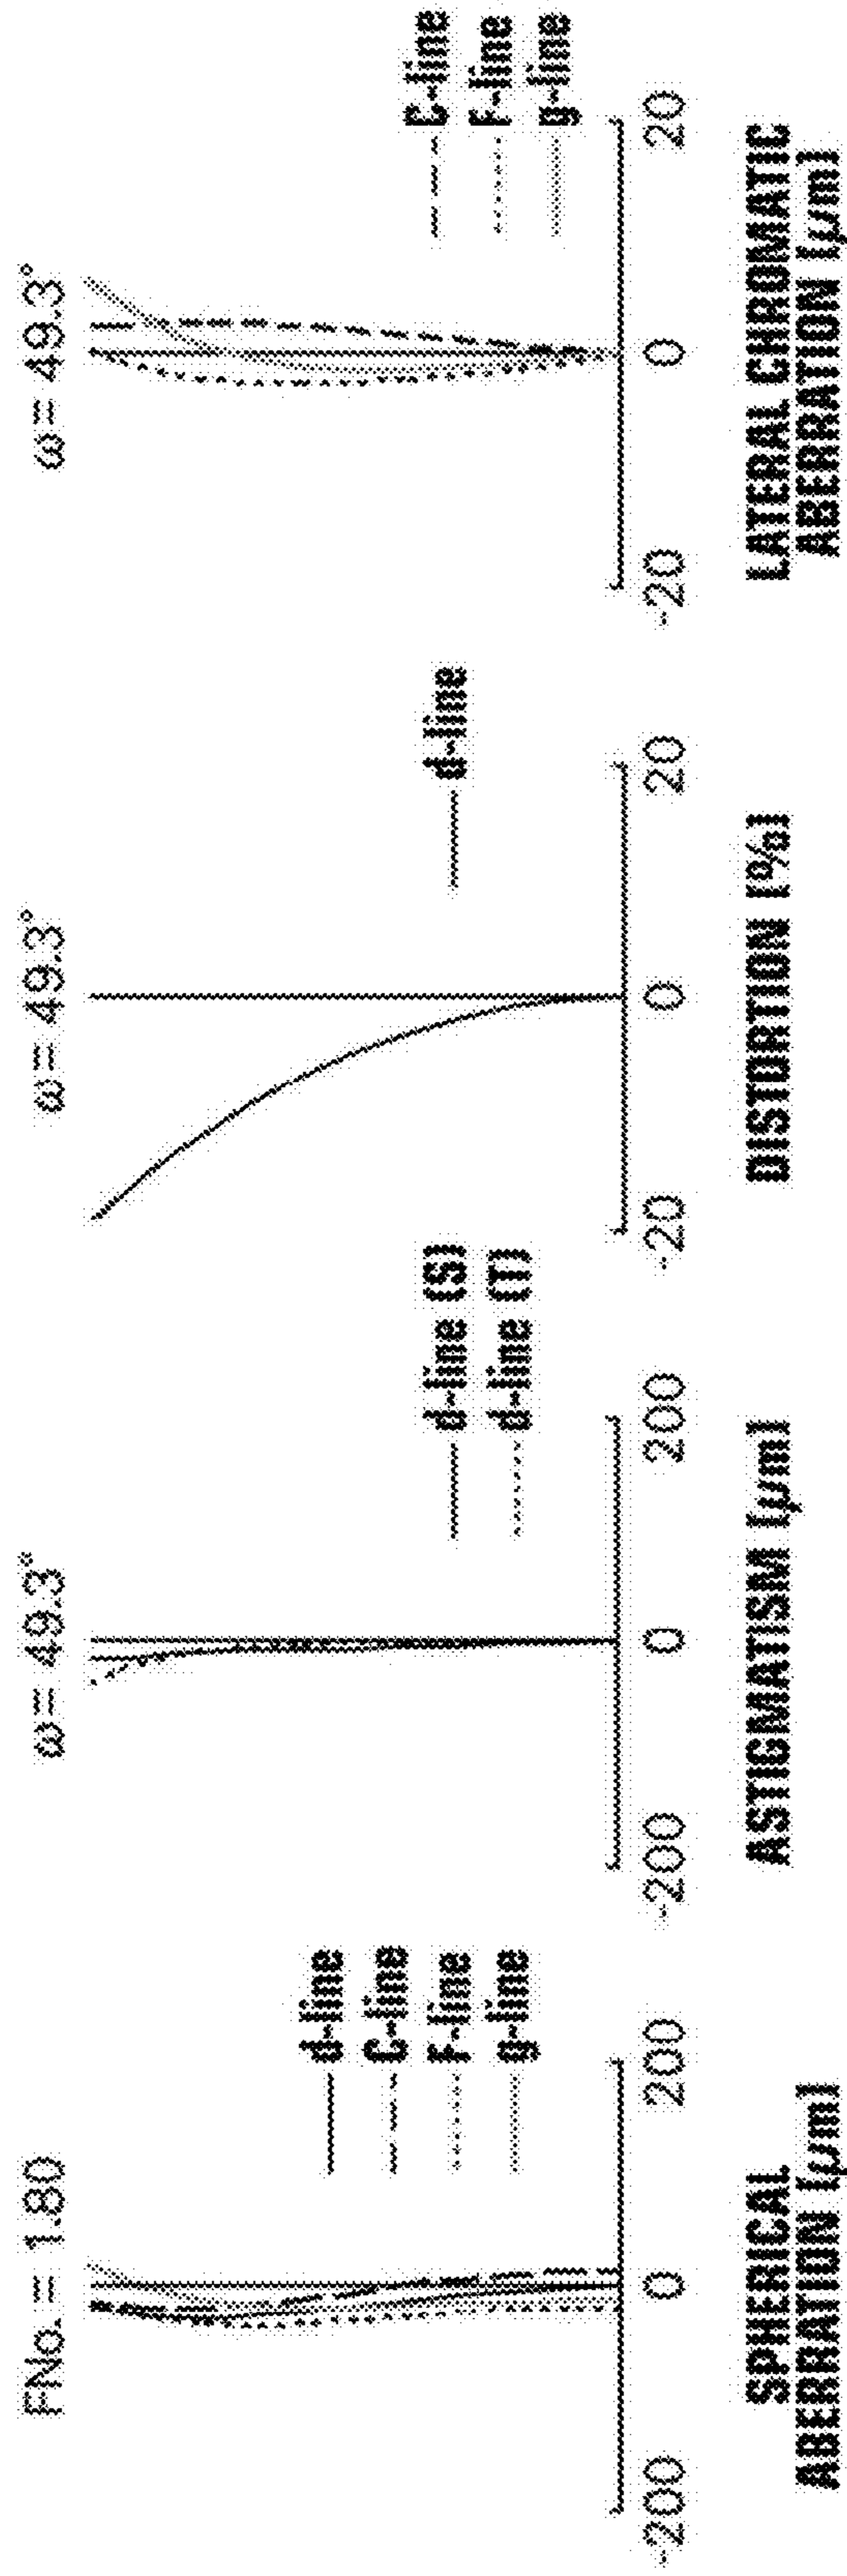 FNo. = 1.80
d-line
C-line
F-line
g-line
-200
0
200
SPHERICAL
ABERRATION [μm]
ω = 49.3°
d-line (S)
d-line (T)
-200
0
200
ASTIGMATISM [μm]
ω = 49.3°
d-line
-20
0
20
DISTORTION [%]
ω = 49.3°
C-line
F-line
g-line
-20
0
20
LATERAL CHROMATIC
ABERRATION [μm]